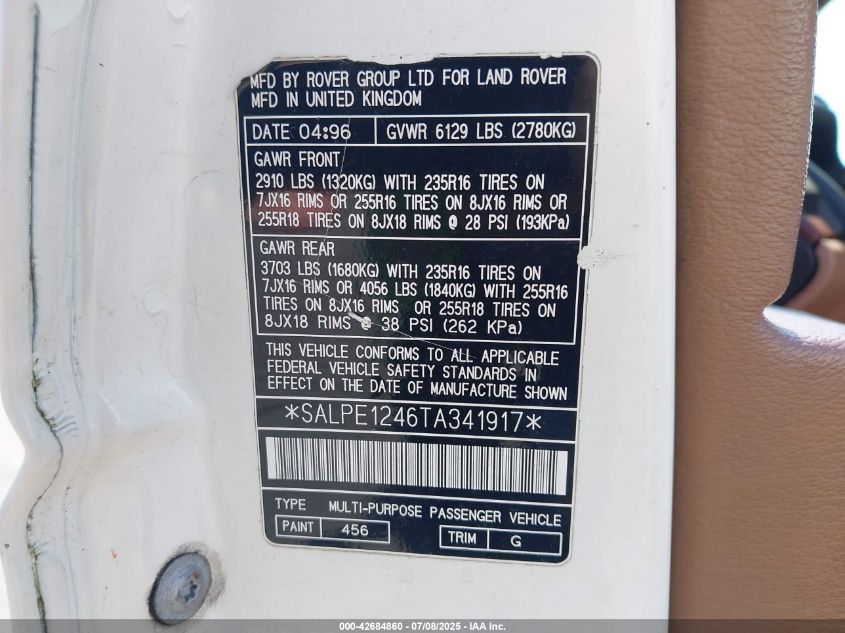 MFD BY ROVER GROUP LTD FOR LAND ROVER
MFD IN UNITED KINGDOM
DATE 04:96 GVWR 6129 LBS (2780KG)
GAWR FRONT
2910 LBS (1320KG) WITH 235R16 TIRES ON
7JX16 RIMS OR 255R16 TIRES ON 8JX16 RIMS OR
255R18 TIRES ON 8JX18 RIMS @ 28 PSI (193KPa)
GAWR REAR
3703 LBS (1680KG) WITH 235R16 TIRES ON
7JX16 RIMS OR 4056 LBS (1840KG) WITH 255R16
TIRES ON 8JX16 RIMS OR 255R18 TIRES ON
8JX18 RIMS @ 38 PSI (262 KPa)
THIS VEHICLE CONFORMS TO ALL APPLICABLE
FEDERAL VEHICLE SAFETY STANDARDS IN
EFFECT ON THE DATE OF MANUFACTURE SHOWN
*SALPE1246TA341917*
TYPE MULTI-PURPOSE PASSENGER VEHICLE
PAINT 456 TRIM G
000-42684860 - 07/08/2025 - IAA Inc.